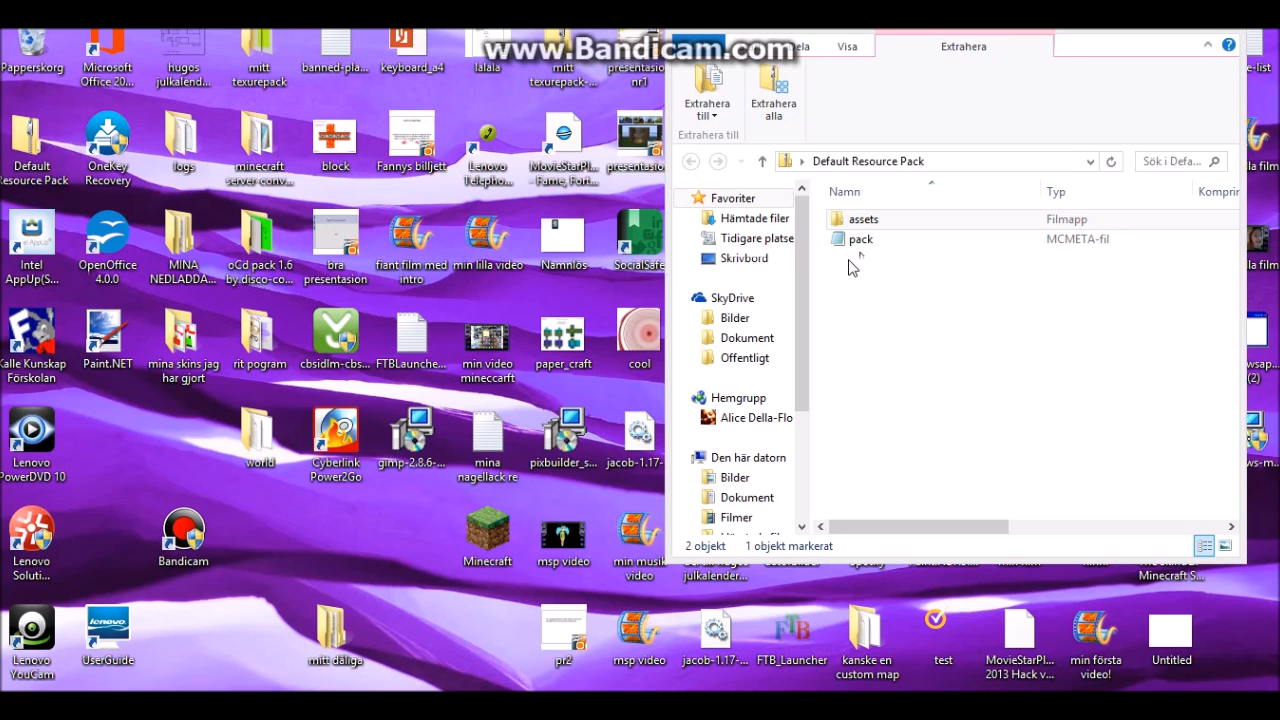 www.Bandicam.com
Papperskorg
Microsoft
Office 20...
hugos
julkalend...
mitt
texurepack
banned-pla...
keyboard_a4
lalala
mitt
texurepack-...
presentasio
nr1
Default
Resource Pack
OneKey
Recovery
logs
minecraft
server-conv...
block
Fannys biljett
Lenovo
Telepho...
MovieStarPl...
- Fame, Fort...
presentasio
Intel
AppUp(S...
OpenOffice
4.0.0
MINA
NEDLADDA...
oCd pack 1.6
by.disco-co...
bra
presentation
fiant film med
intro
min lilla video
Namnlös
SocialSafe
Kalle Kunskap
Förskolan
Paint.NET
mina skins jag
har gjort
rit pogram
cbsidlm-cbs...
FTBLaunche...
min video
mineccarft
paper_craft
cool
Lenovo
PowerDVD 10
world
Cyberlink
Power2Go
gimp-2.8.6-...
mina
nagellack re
pixbuilder_s...
jacob-1.17-...
Lenovo
Soluti...
Bandicam
Minecraft
msp video
min musik
video
julkalender...
Minecraft S...
Lenovo
YouCam
UserGuide
mitt dåliga
pr2
msp video
jacob-1.17-...
FTB_Launcher
kanske en
custom map
test
MovieStarPl...
2013 Hack v...
min första
video!
Untitled
Visa
Extrahera
Extrahera
till
Extrahera
alla
Extrahera till
Default Resource Pack
Sök i Defa...
Namn
Typ
Komprir
assets
Filmapp
pack
MCMETA-fil
Favoriter
Hämtade filer
Tidigare platse
Skrivbord
SkyDrive
Bilder
Dokument
Offentligt
Hemgrupp
Alice Della-Flo
Den här datorn
Bilder
Dokument
Filmer
2 objekt
1 objekt markerat